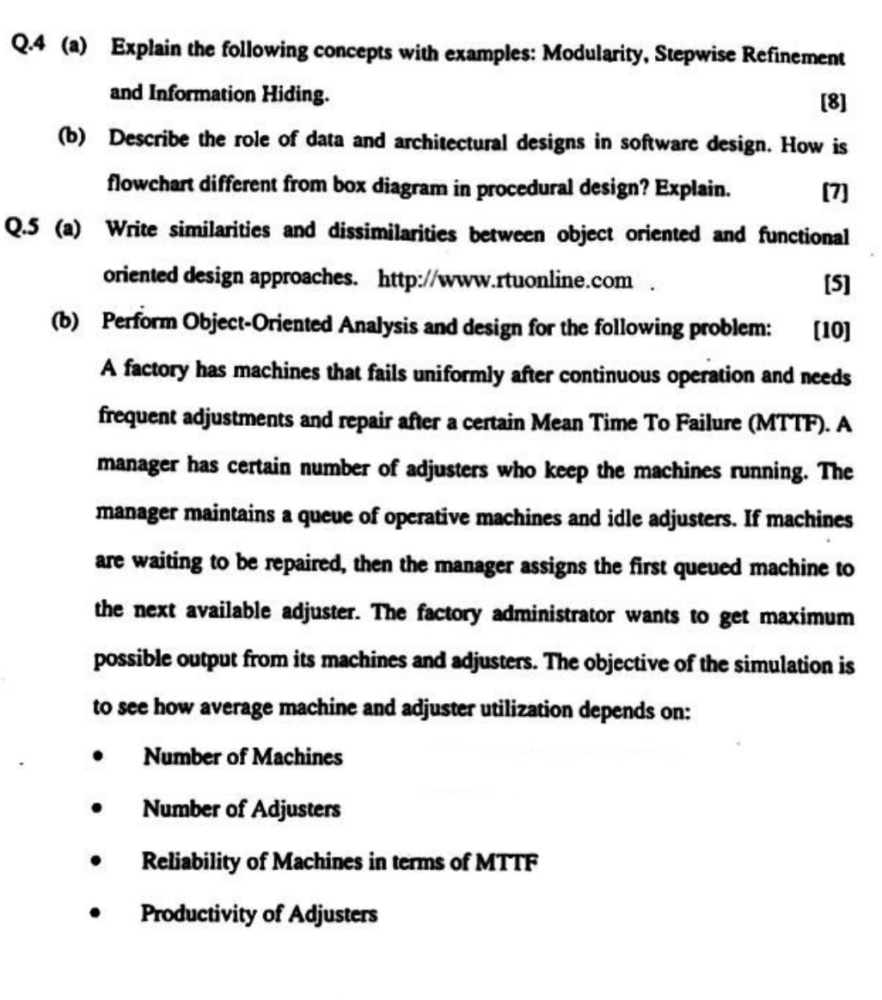 Q.4 (a) Explain the following concepts with examples: Modularity, Stepwise Refinement
and Information Hiding. [8]
(b) Describe the role of data and architectural designs in software design. How is
flowchart different from box diagram in procedural design? Explain. [7]
Q.5 (a) Write similarities and dissimilarities between object oriented and functional
oriented design approaches. http://www.rtuonline.com . [5]
(b) Perform Object-Oriented Analysis and design for the following problem: [10]
A factory has machines that fails uniformly after continuous operation and needs
frequent adjustments and repair after a certain Mean Time To Failure (MTTF). A
manager has certain number of adjusters who keep the machines running. The
manager maintains a queue of operative machines and idle adjusters. If machines
are waiting to be repaired, then the manager assigns the first queued machine to
the next available adjuster. The factory administrator wants to get maximum
possible output from its machines and adjusters. The objective of the simulation is
to see how average machine and adjuster utilization depends on:
• Number of Machines
• Number of Adjusters
• Reliability of Machines in terms of MTTF
• Productivity of Adjusters